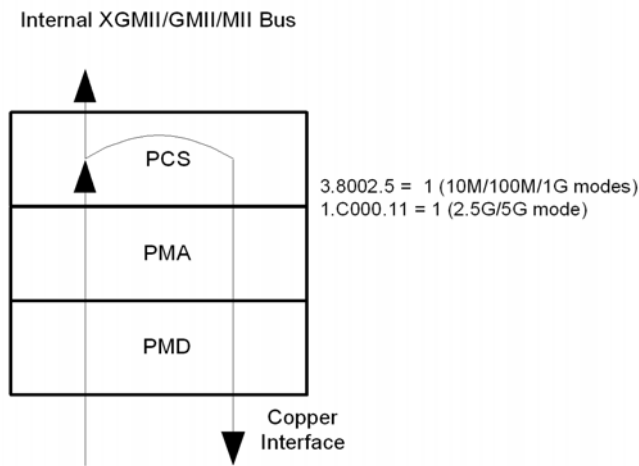 Internal XGMII/GMII/MII Bus
PCS
3.8002.5 = 1 (10M/100M/1G modes)
1.C000.11 = 1 (2.5G/5G mode)
PMA
PMD
Copper
Interface